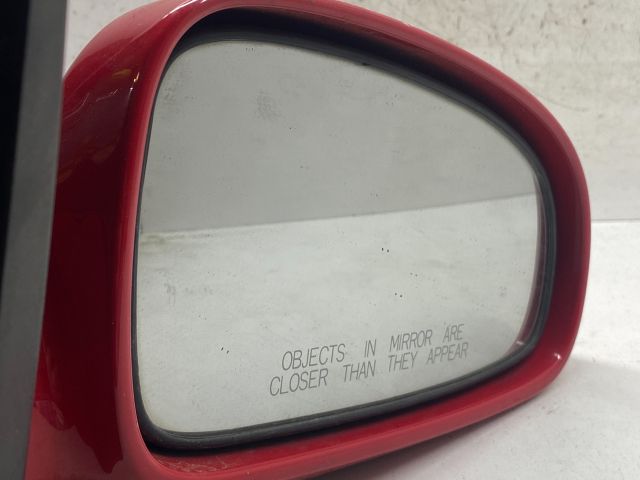 OBJECTS IN MIRROR ARE
CLOSER THAN THEY APPEAR